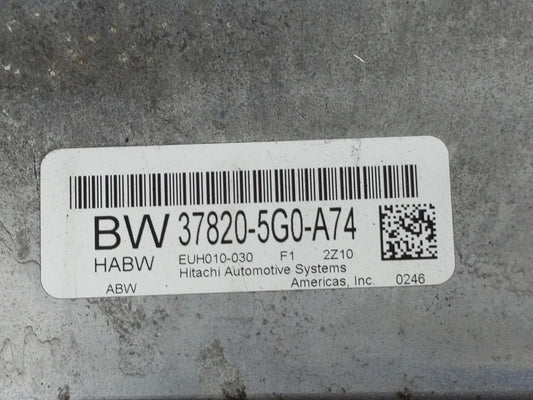 BW 37820-5G0-A74
HABW EUH010-030 F1 2Z10
Hitachi Automotive Systems
ABW Americas, Inc. 0246